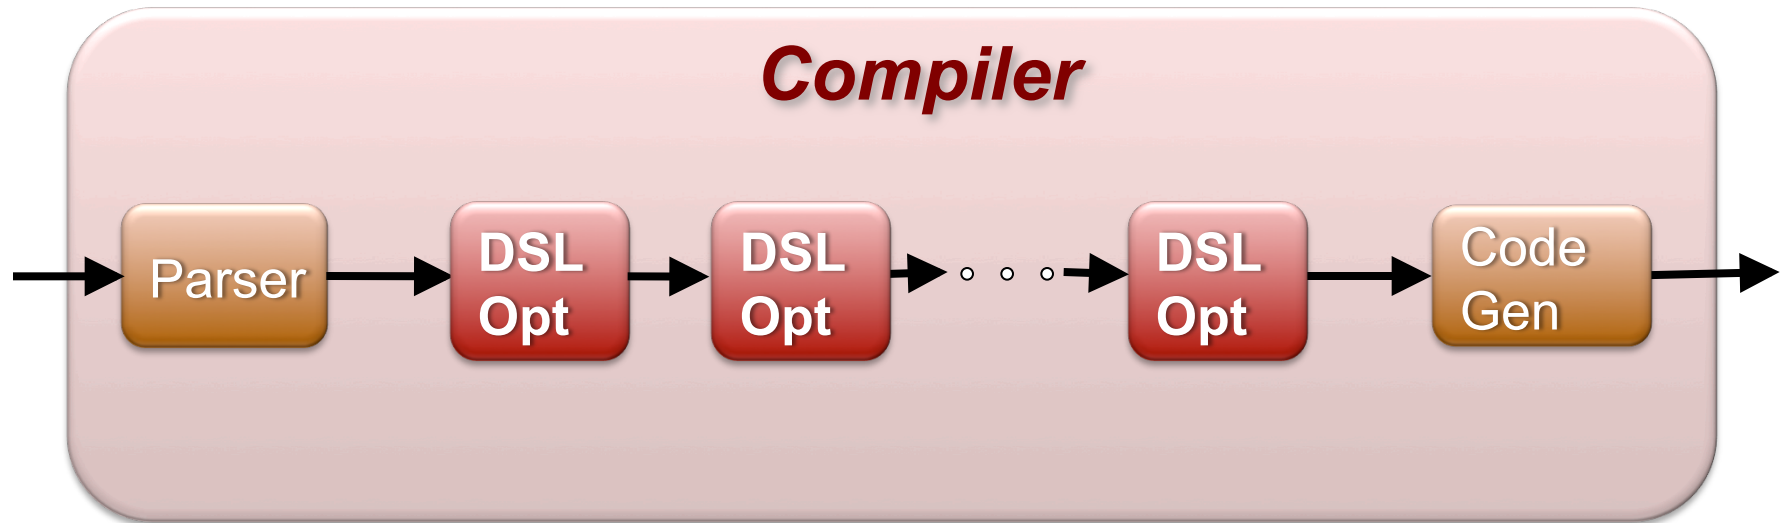 Compiler
Parser
DSL
Opt
DSL
Opt
DSL
Opt
Code
Gen